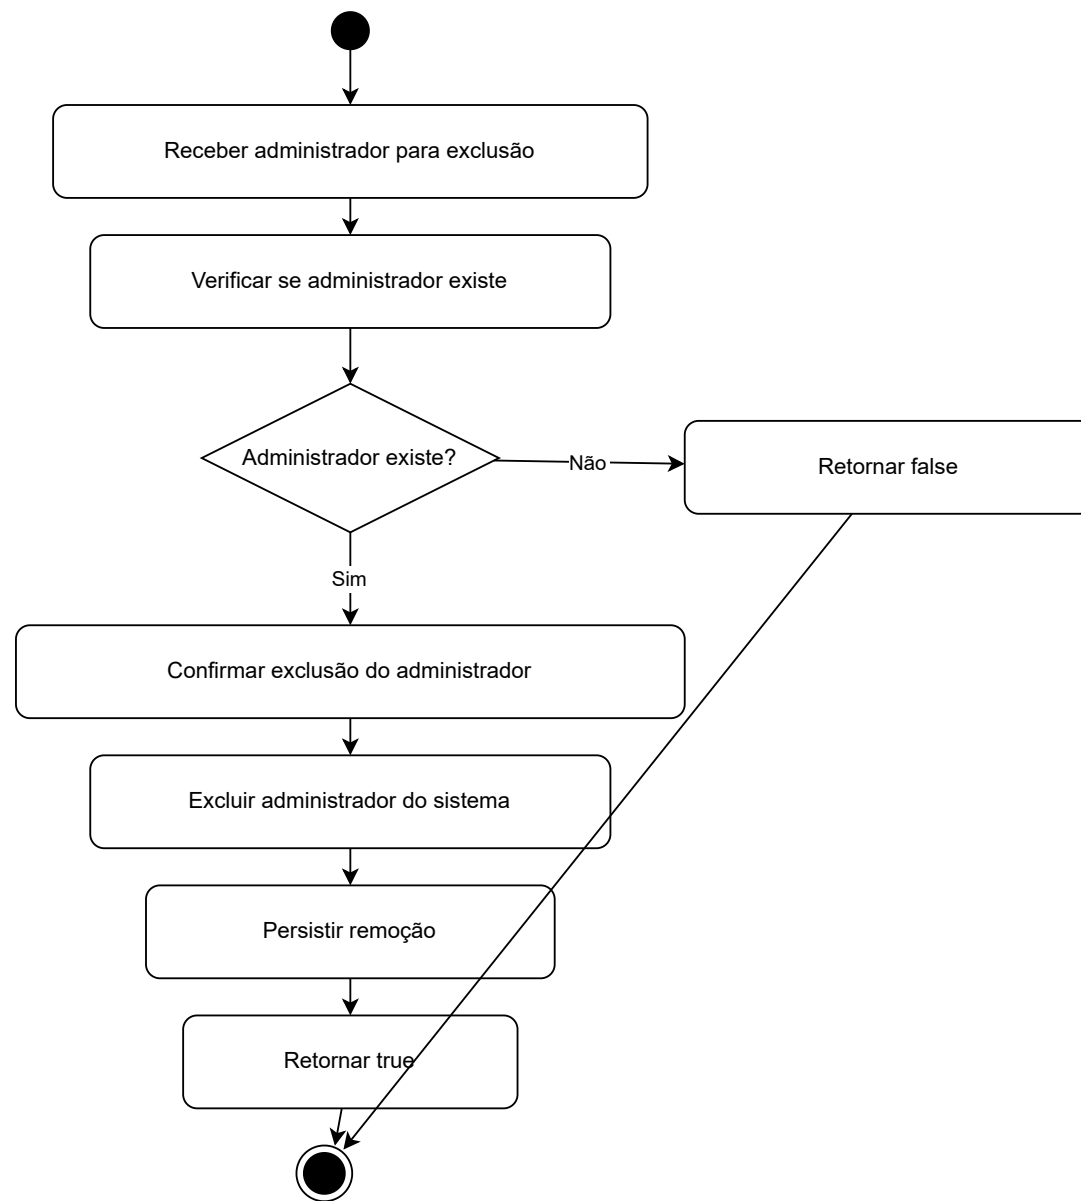 Receber administrador para exclusão
Verificar se administrador existe
Administrador existe?
Não
Retornar false
Sim
Confirmar exclusão do administrador
Excluir administrador do sistema
Persistir remoção
Retornar true